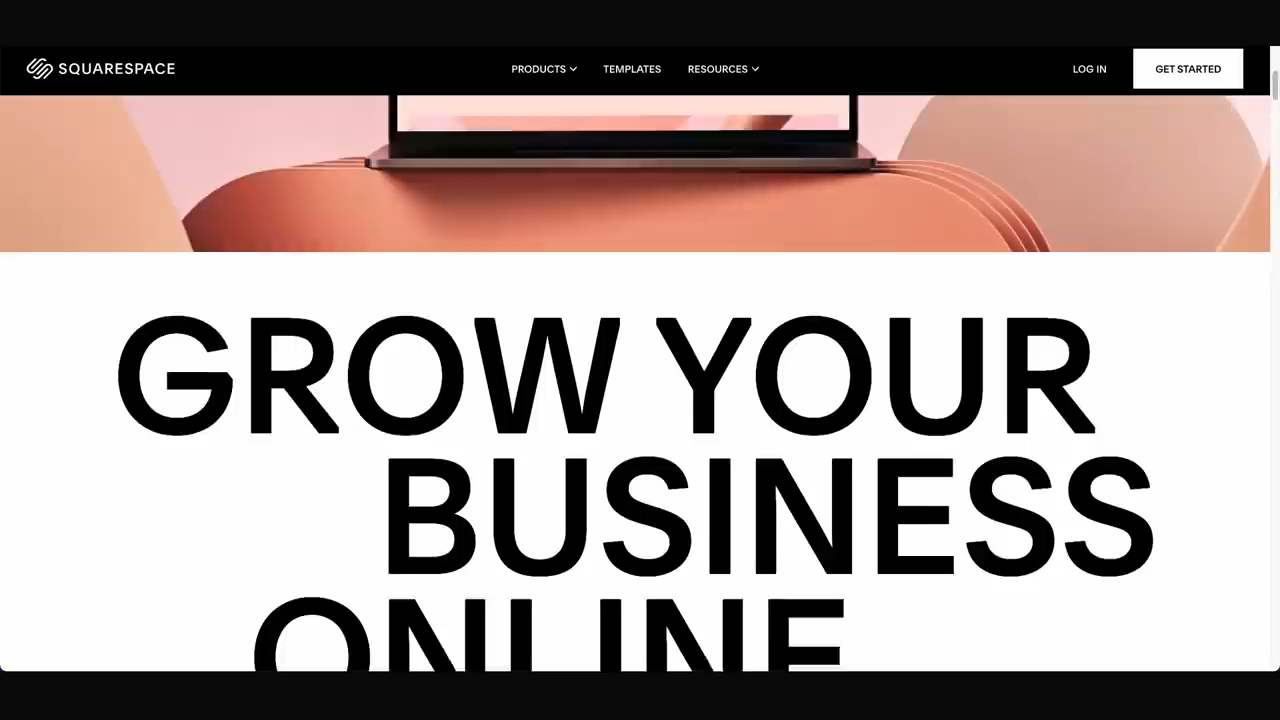 SQUARESPACE
PRODUCTS
TEMPLATES
RESOURCES
LOG IN
GET STARTED
GROW YOUR
BUSINESS
ONLINE